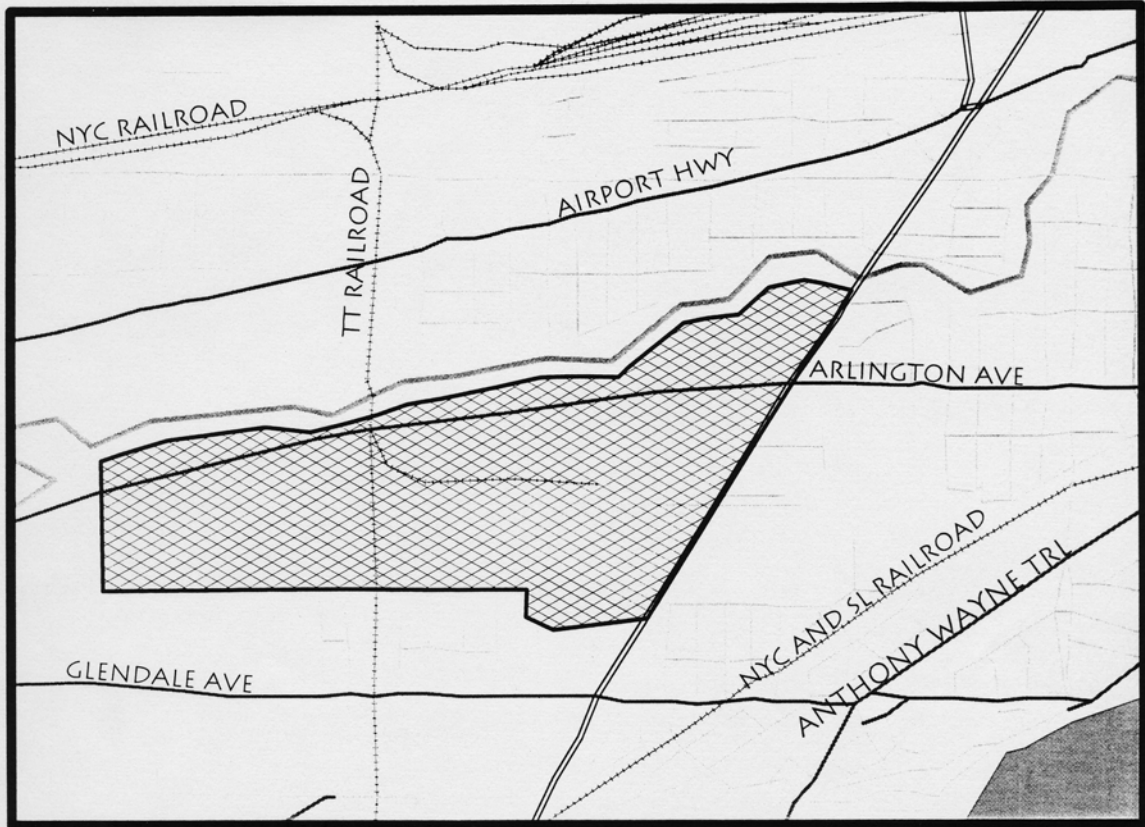 NYC RAILROAD
AIRPORT HWY
TT RAILROAD
ARLINGTON AVE
NYC AND SL RAILROAD
ANTHONY WAYNE TRL
GLENDALE AVE